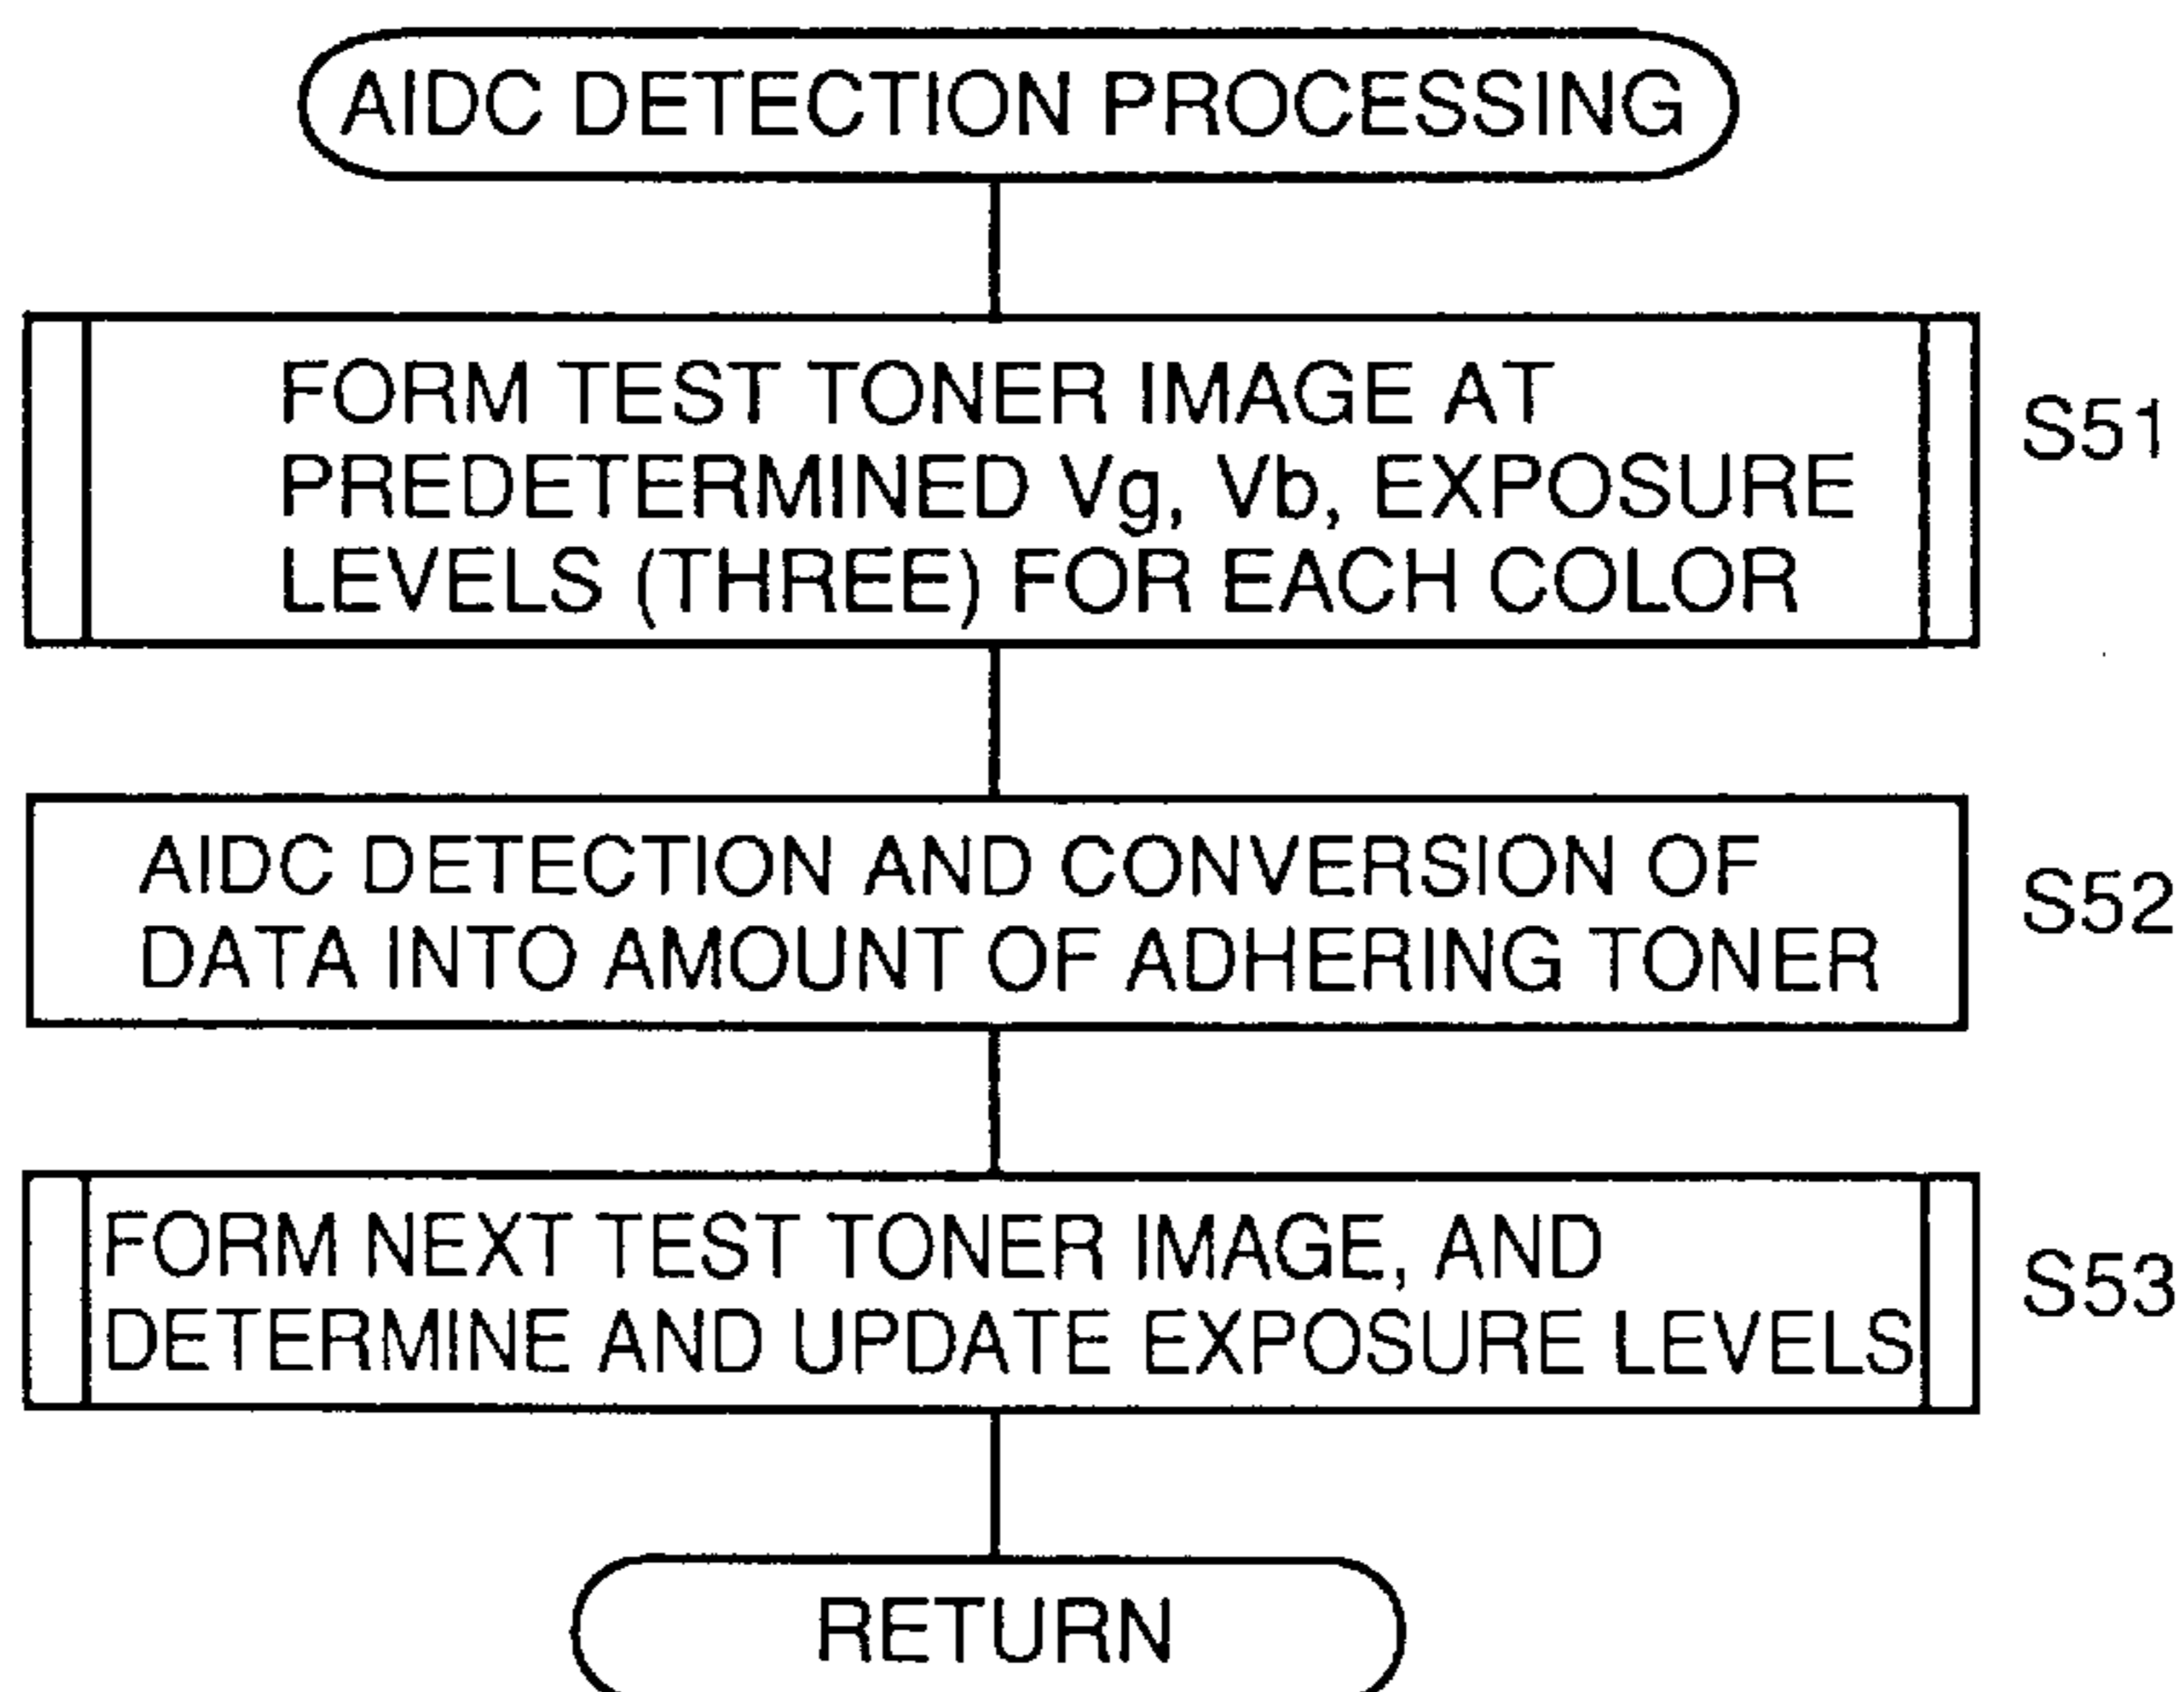 AIDC DETECTION PROCESSING
FORM TEST TONER IMAGE AT
PREDETERMINED Vg, Vb, EXPOSURE
LEVELS (THREE) FOR EACH COLOR
S51
AIDC DETECTION AND CONVERSION OF
DATA INTO AMOUNT OF ADHERING TONER
S52
FORM NEXT TEST TONER IMAGE, AND
DETERMINE AND UPDATE EXPOSURE LEVELS
S53
RETURN